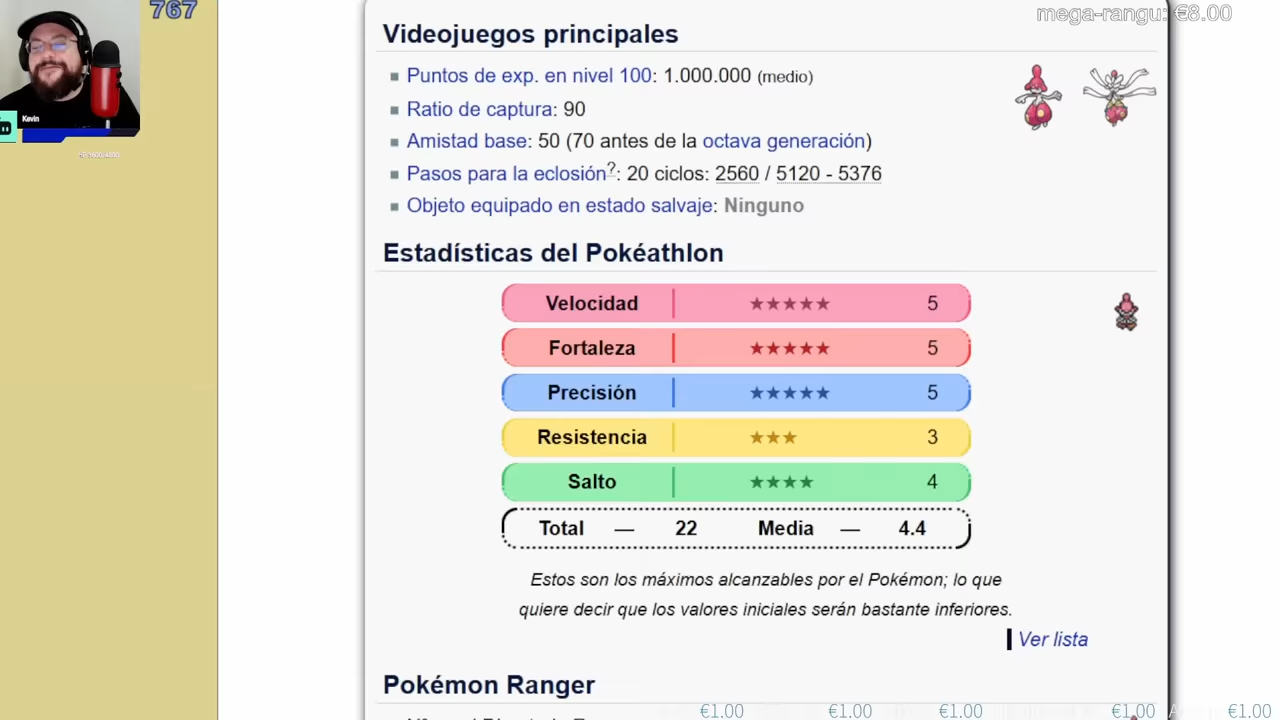 767
mega-rangu: €8.00
Kevin
Videojuegos principales
Puntos de exp. en nivel 100: 1.000.000 (medio)
Ratio de captura: 90
Amistad base: 50 (70 antes de la octava generación)
Pasos para la eclosión?: 20 ciclos: 2560 / 5120 - 5376
Objeto equipado en estado salvaje: Ninguno
Estadísticas del Pokéathlon
Velocidad ★★★★★ 5
Fortaleza ★★★★★ 5
Precisión ★★★★★ 5
Resistencia ★★★ 3
Salto ★★★★ 4
Total — 22 Media — 4.4
Estos son los máximos alcanzables por el Pokémon; lo que
quiere decir que los valores iniciales serán bastante inferiores.
Ver lista
Pokémon Ranger
€1.00 €1.00 €1.00 €1.00 A €1.00